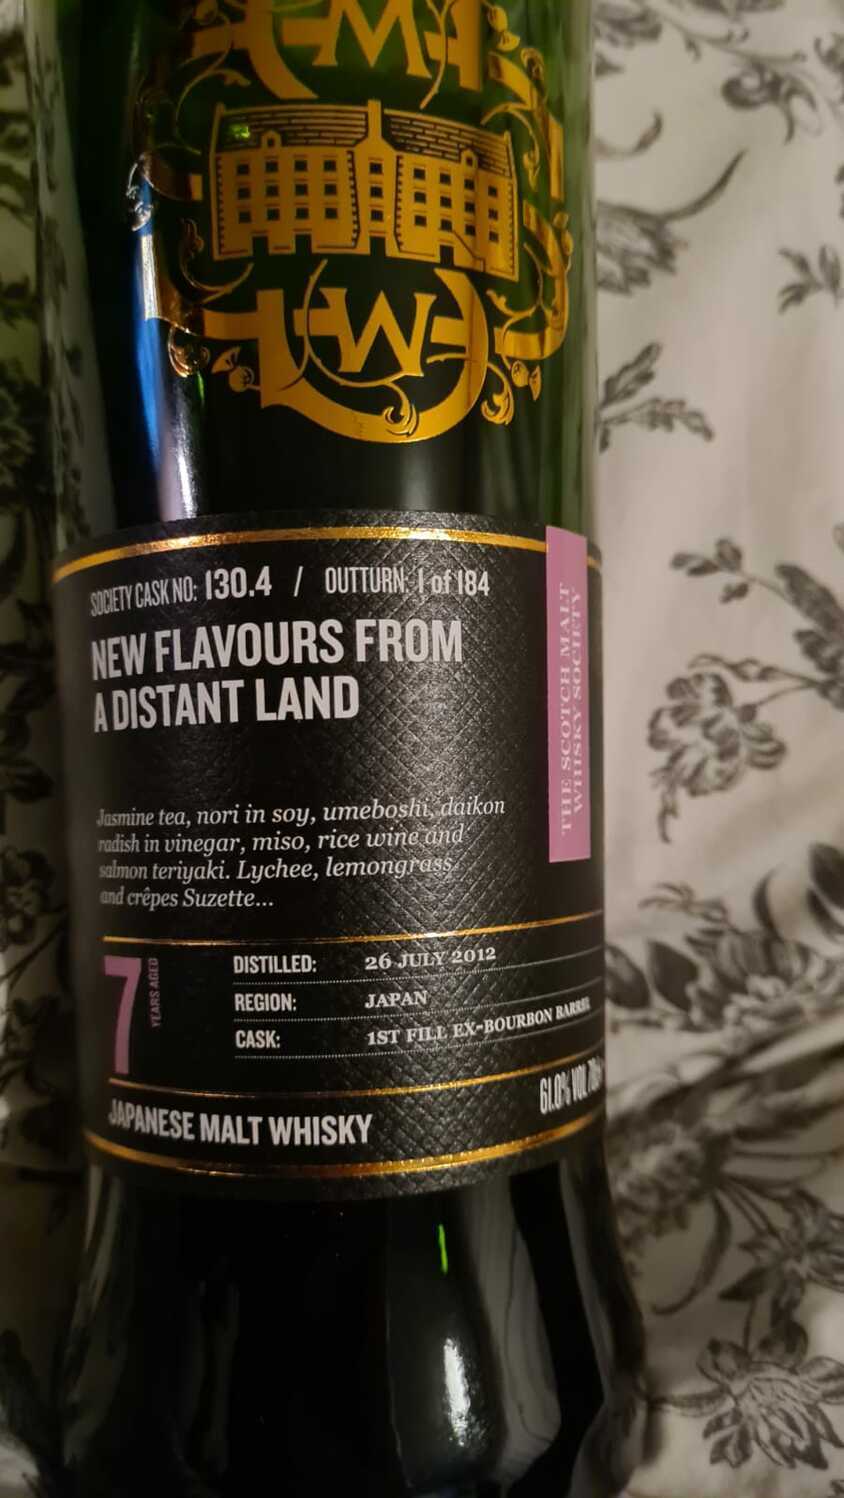 SOCIETY CASK NO: 130.4 / OUTTURN: 1 of 184
NEW FLAVOURS FROM
A DISTANT LAND
THE SCOTCH MALT
WHISKY SOCIETY
Jasmine tea, nori in soy, umeboshi, daikon
radish in vinegar, miso, rice wine and
salmon teriyaki. Lychee, lemongrass
and crêpes Suzette...
7 YEARS AGED
DISTILLED: 26 JULY 2012
REGION: JAPAN
CASK: 1ST FILL EX-BOURBON BARREL
61.0% VOL 70cl
JAPANESE MALT WHISKY